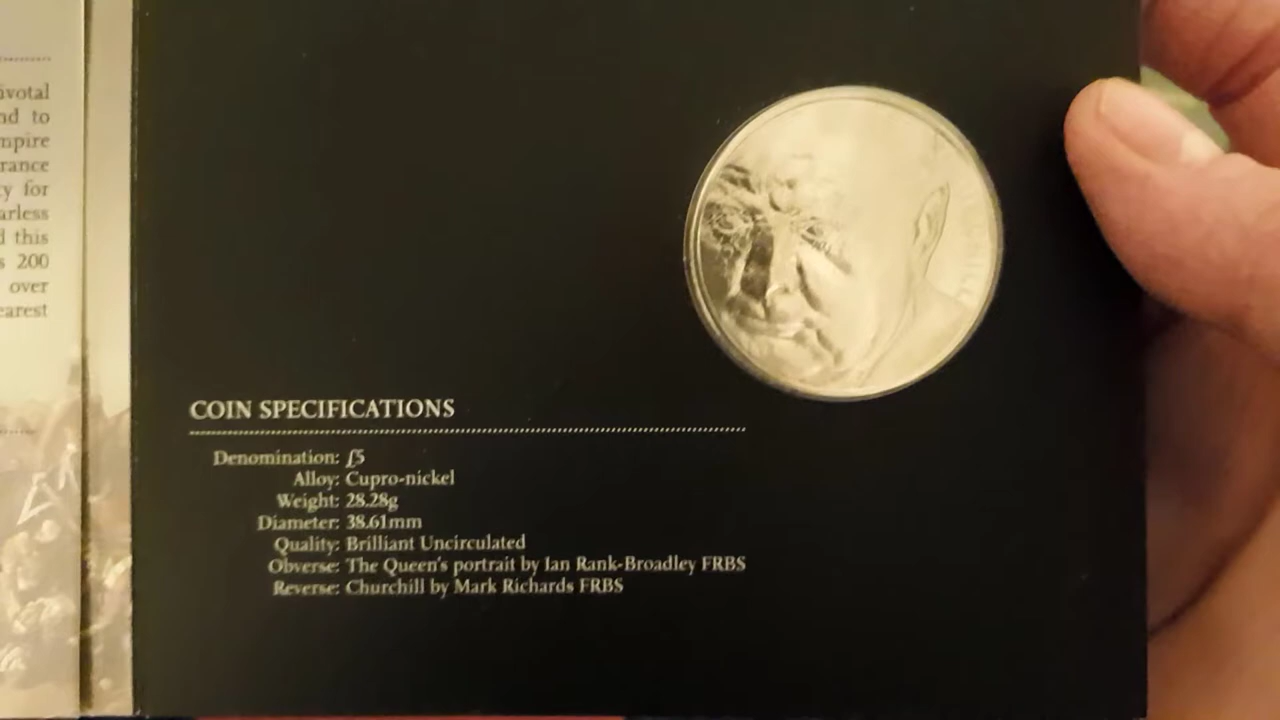 ivotal
nd to
mpire
rance
y for
arless
d this
s 200
over
earest
COIN SPECIFICATIONS
Denomination: £5
Alloy: Cupro-nickel
Weight: 28.28g
Diameter: 38.61mm
Quality: Brilliant Uncirculated
Obverse: The Queen's portrait by Ian Rank-Broadley FRBS
Reverse: Churchill by Mark Richards FRBS